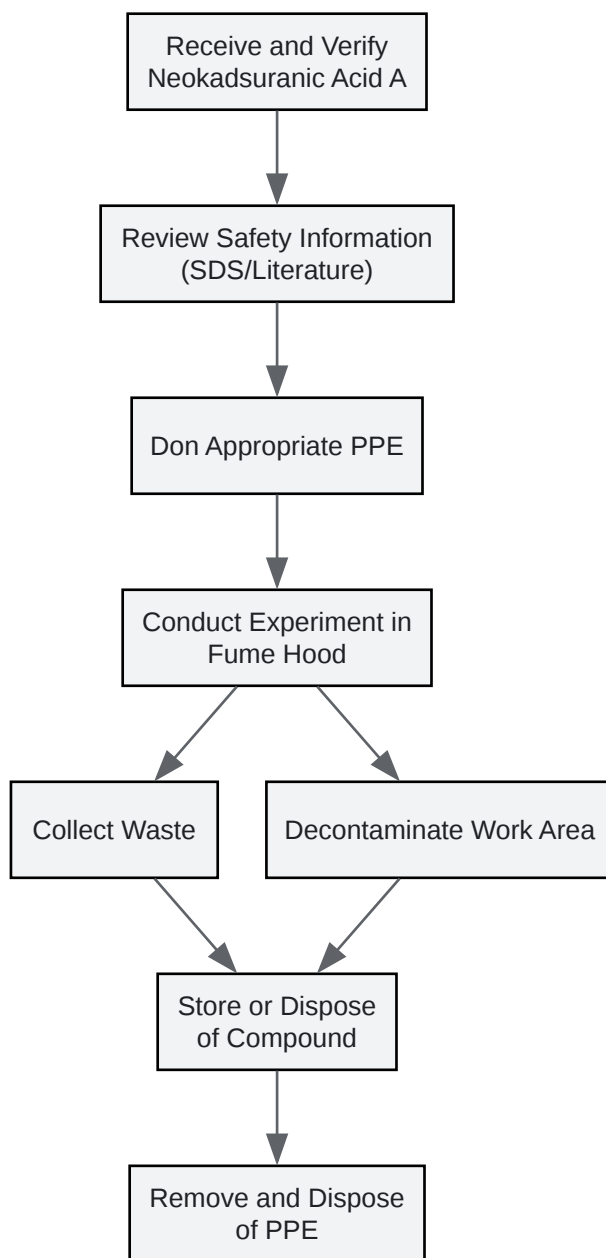 Receive and Verify
Neokadsuranic Acid A
Review Safety Information
(SDS/Literature)
Don Appropriate PPE
Conduct Experiment in
Fume Hood
Collect Waste
Decontaminate Work Area
Store or Dispose
of Compound
Remove and Dispose
of PPE